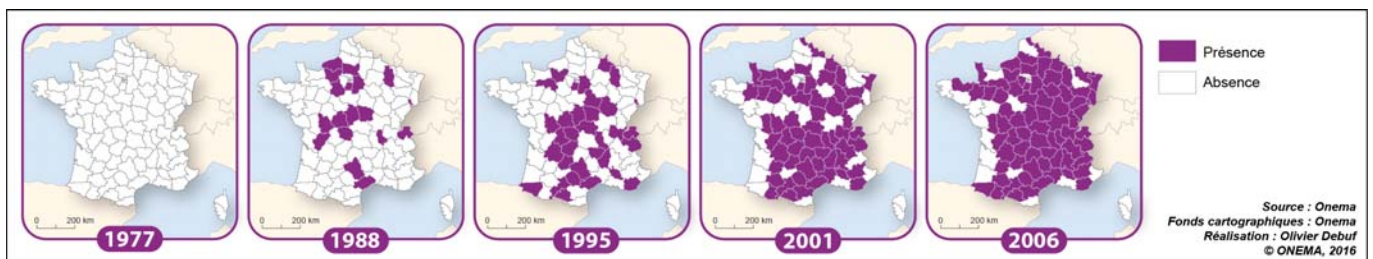 0 200 km
1977
0 200 km
1988
0 200 km
1995
0 200 km
2001
0 200 km
2006
Présence
Absence
Source : Onema
Fonds cartographiques : Onema
Réalisation : Olivier Debuf
© ONEMA, 2016